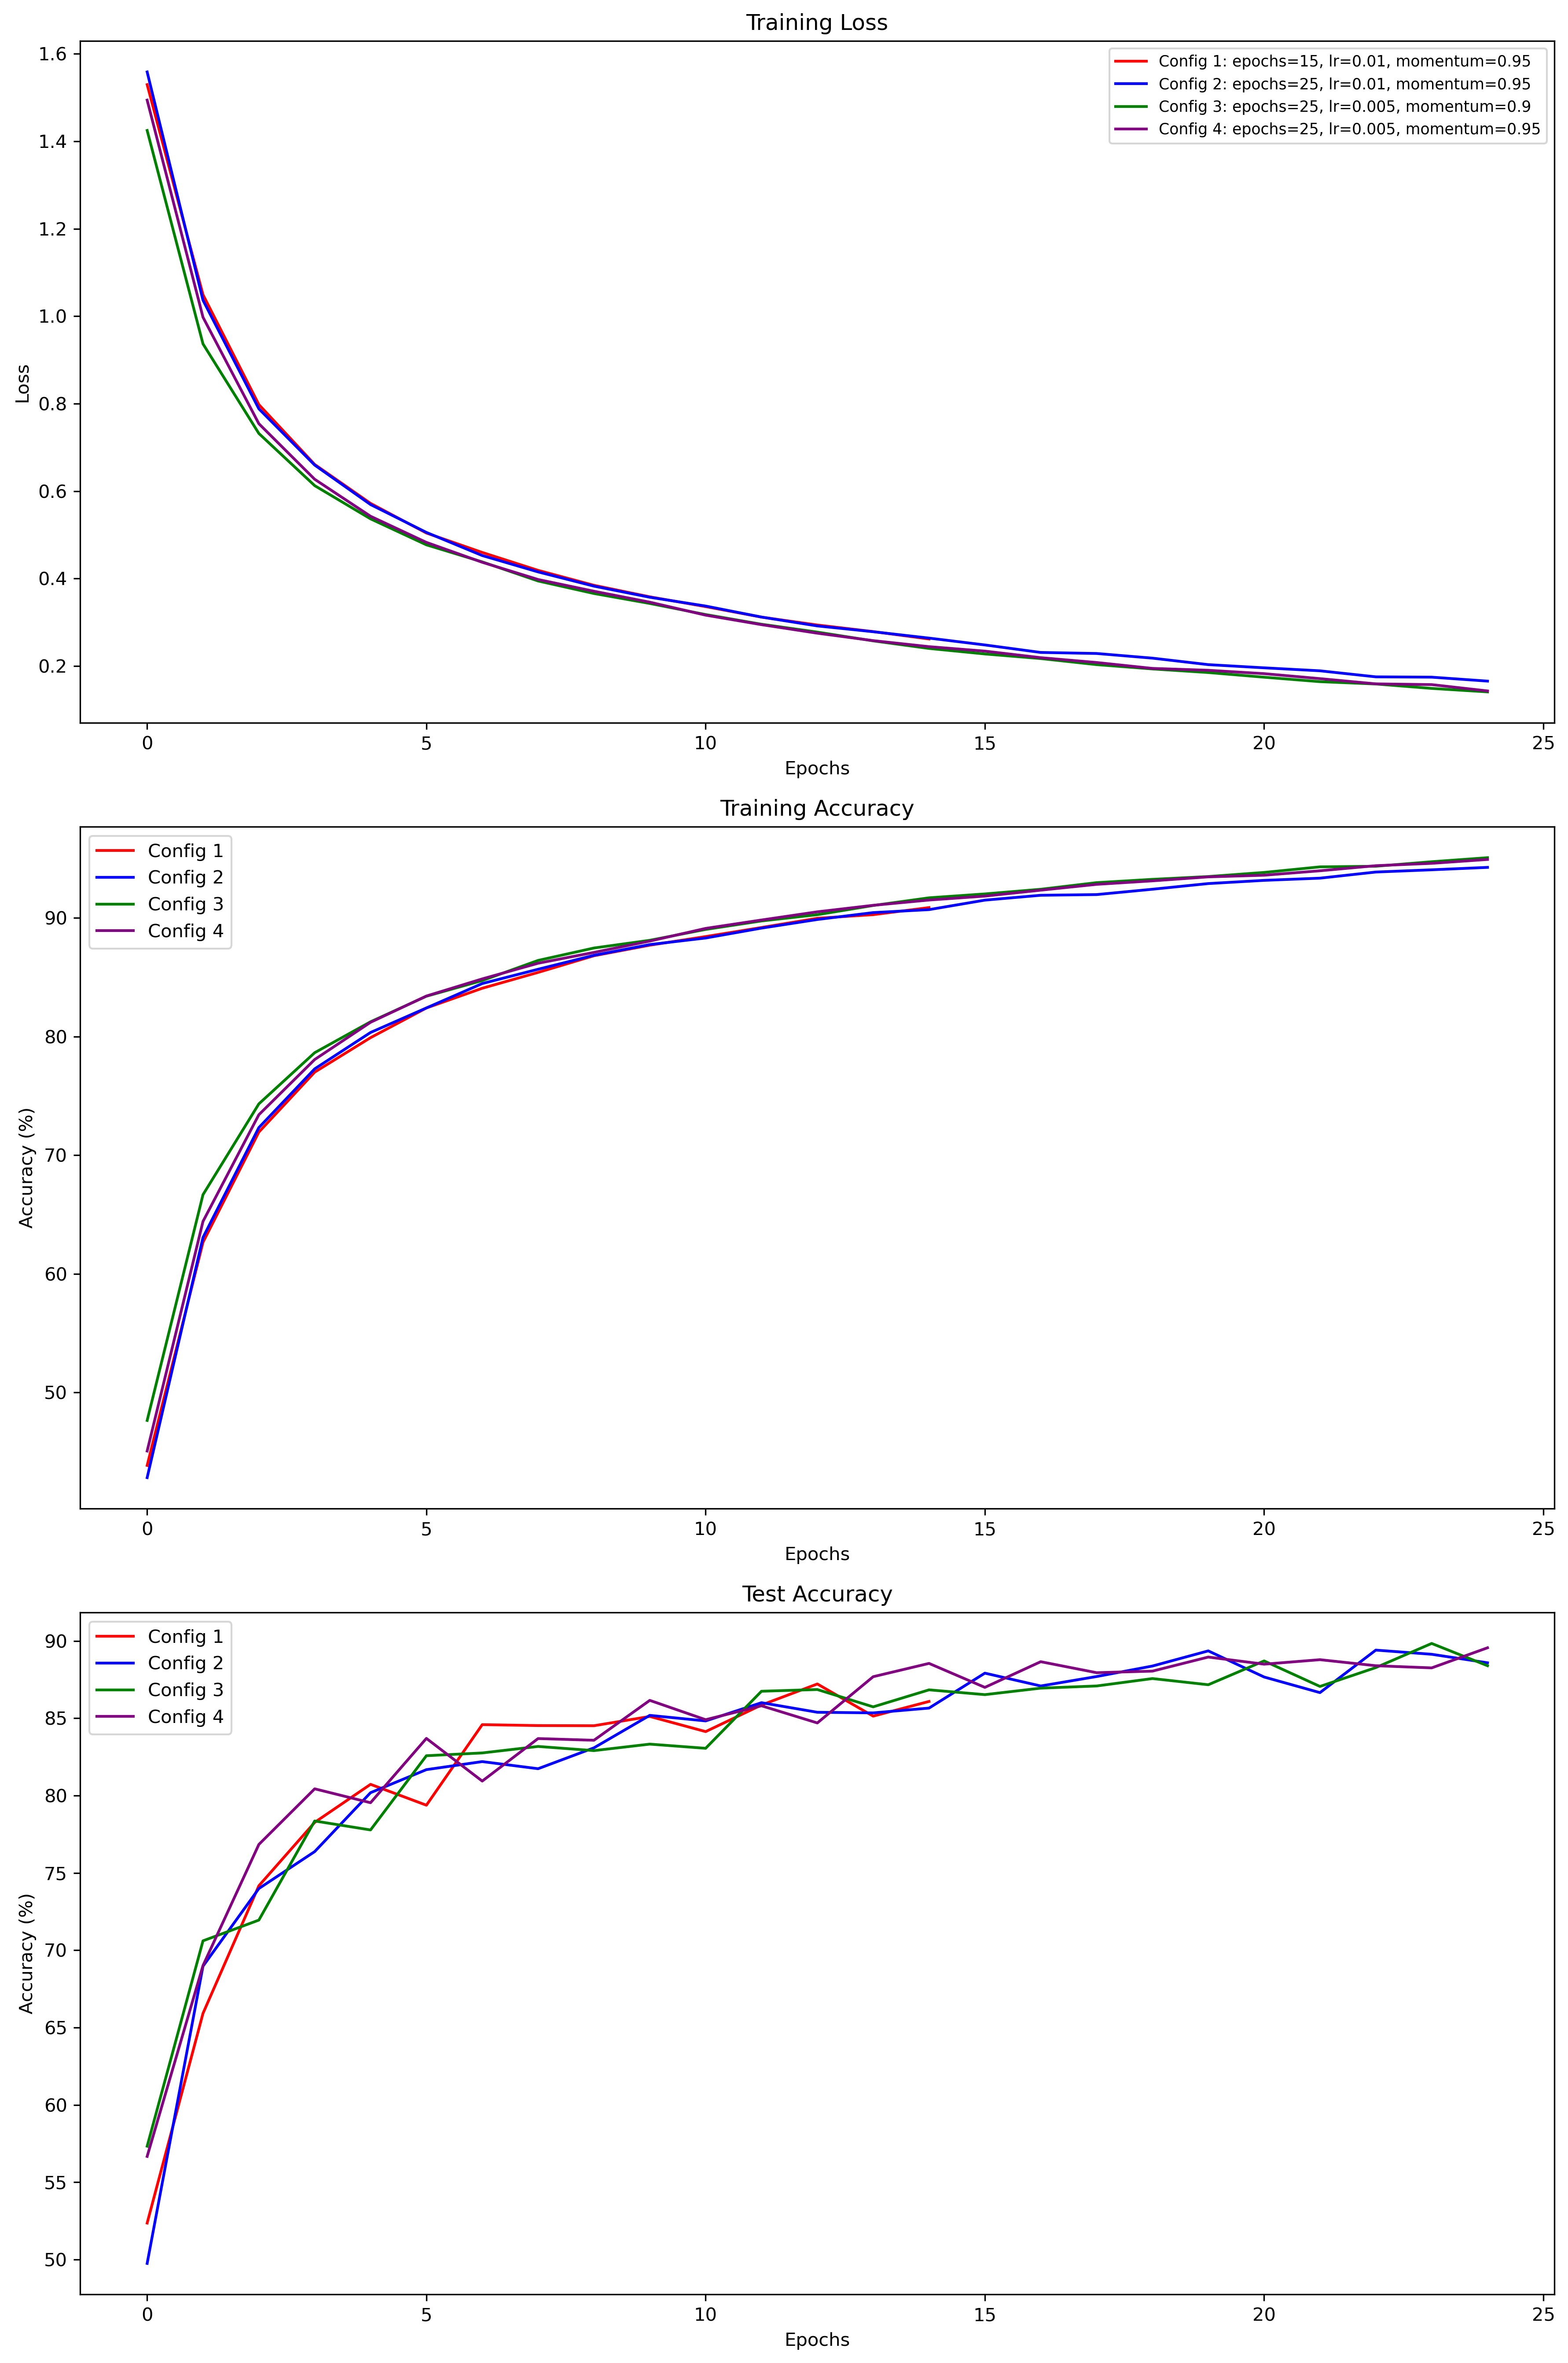 Training Loss
1.6
1.4
1.2
1.0
0.8
0.6
0.4
0.2
Loss
Config 1: epochs=15, lr=0.01, momentum=0.95
Config 2: epochs=25, lr=0.01, momentum=0.95
Config 3: epochs=25, lr=0.005, momentum=0.9
Config 4: epochs=25, lr=0.005, momentum=0.95
0 5 10 15 20 25
Epochs
Training Accuracy
90
80
70
60
50
Accuracy (%)
Config 1
Config 2
Config 3
Config 4
0 5 10 15 20 25
Epochs
Test Accuracy
90
85
80
75
70
65
60
55
50
Accuracy (%)
Config 1
Config 2
Config 3
Config 4
0 5 10 15 20 25
Epochs